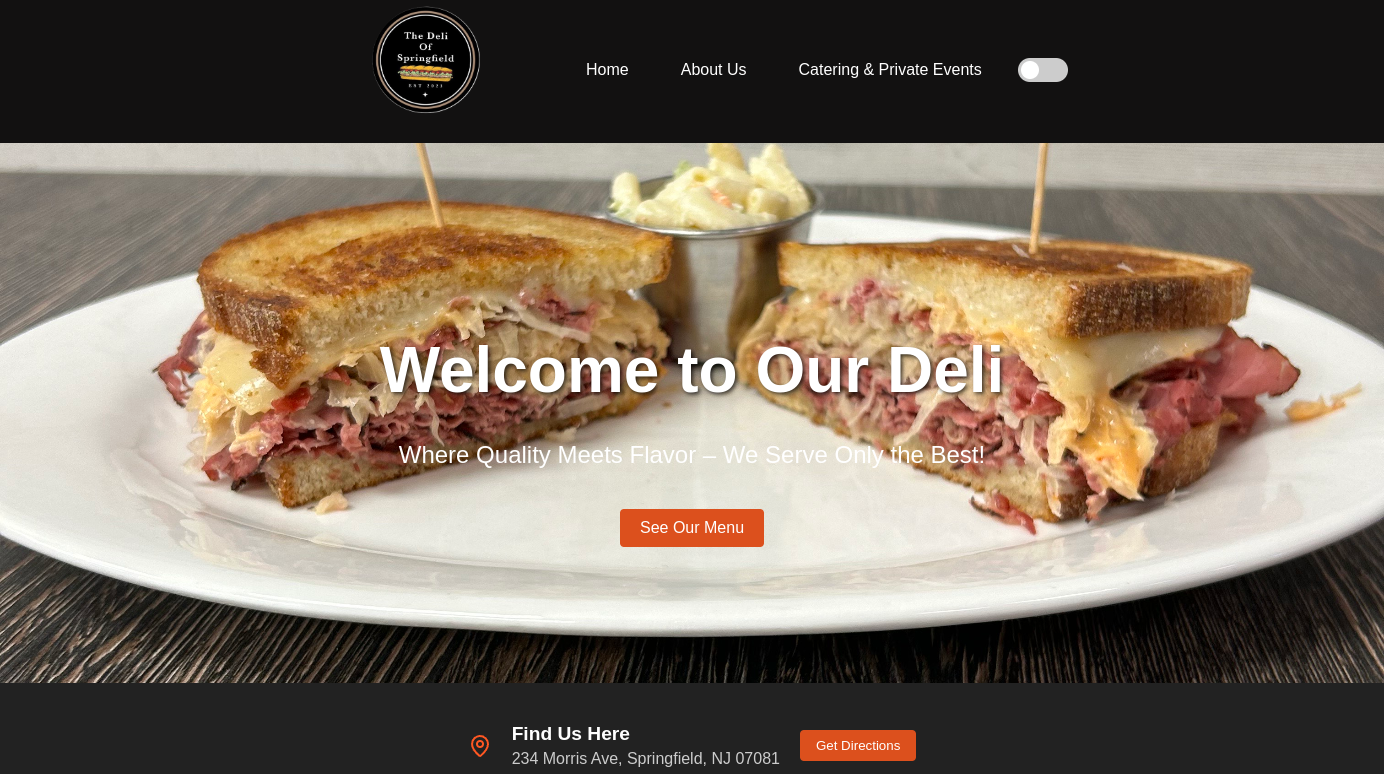 The Deli
Of
Springfield
EST 2021
Home
About Us
Catering & Private Events
Welcome to Our Deli
Where Quality Meets Flavor – We Serve Only the Best!
See Our Menu
Find Us Here
234 Morris Ave, Springfield, NJ 07081
Get Directions